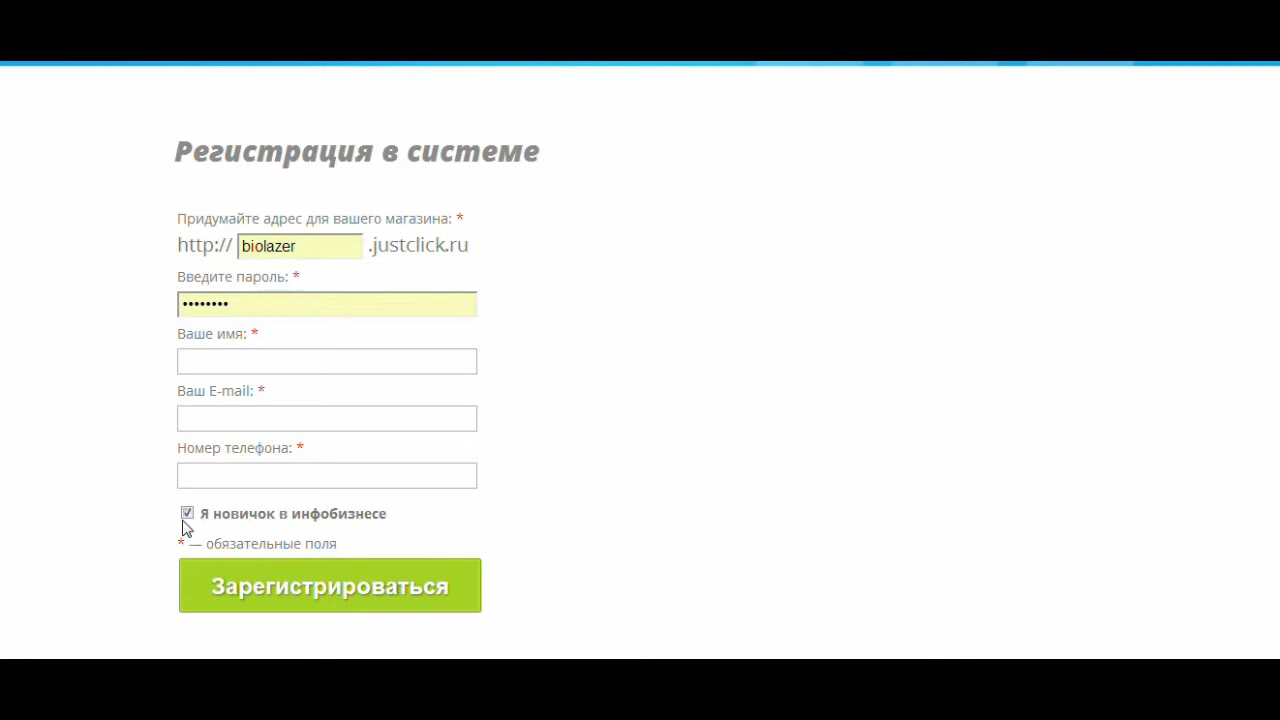 Регистрация в системе
Придумайте адрес для вашего магазина: *
http:// biolazer .justclick.ru
Введите пароль: *
••••••••
Ваше имя: *
Ваш E-mail: *
Номер телефона: *
Я новичок в инфобизнесе
* — обязательные поля
Зарегистрироваться